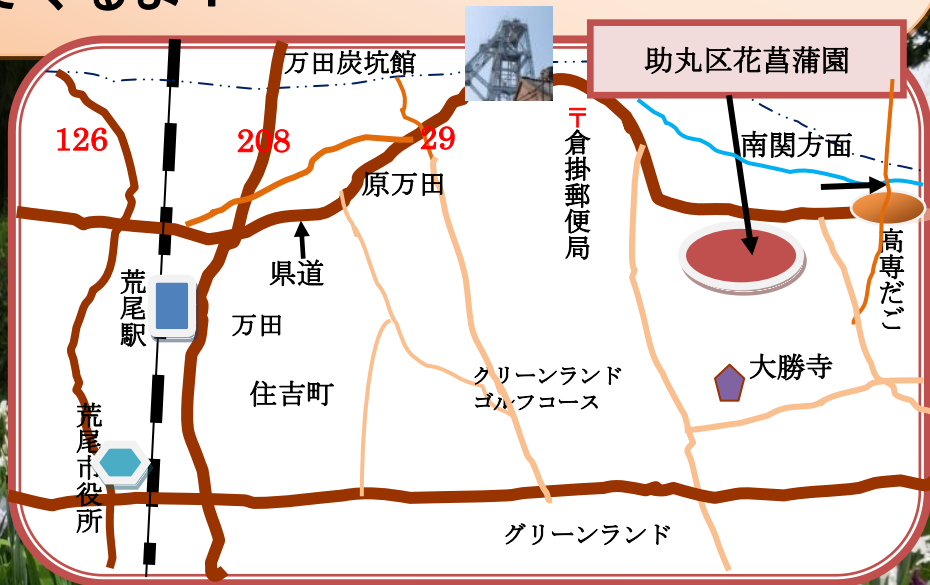 くるよ！
万田炭坑館
助丸区花菖蒲園
126
208
29
〒
倉掛郵便局
南関方面
原万田
県道
荒尾駅
万田
高専だご
住吉町
クリーンランド
ゴルフコース
大勝寺
荒尾市役所
グリーンランド